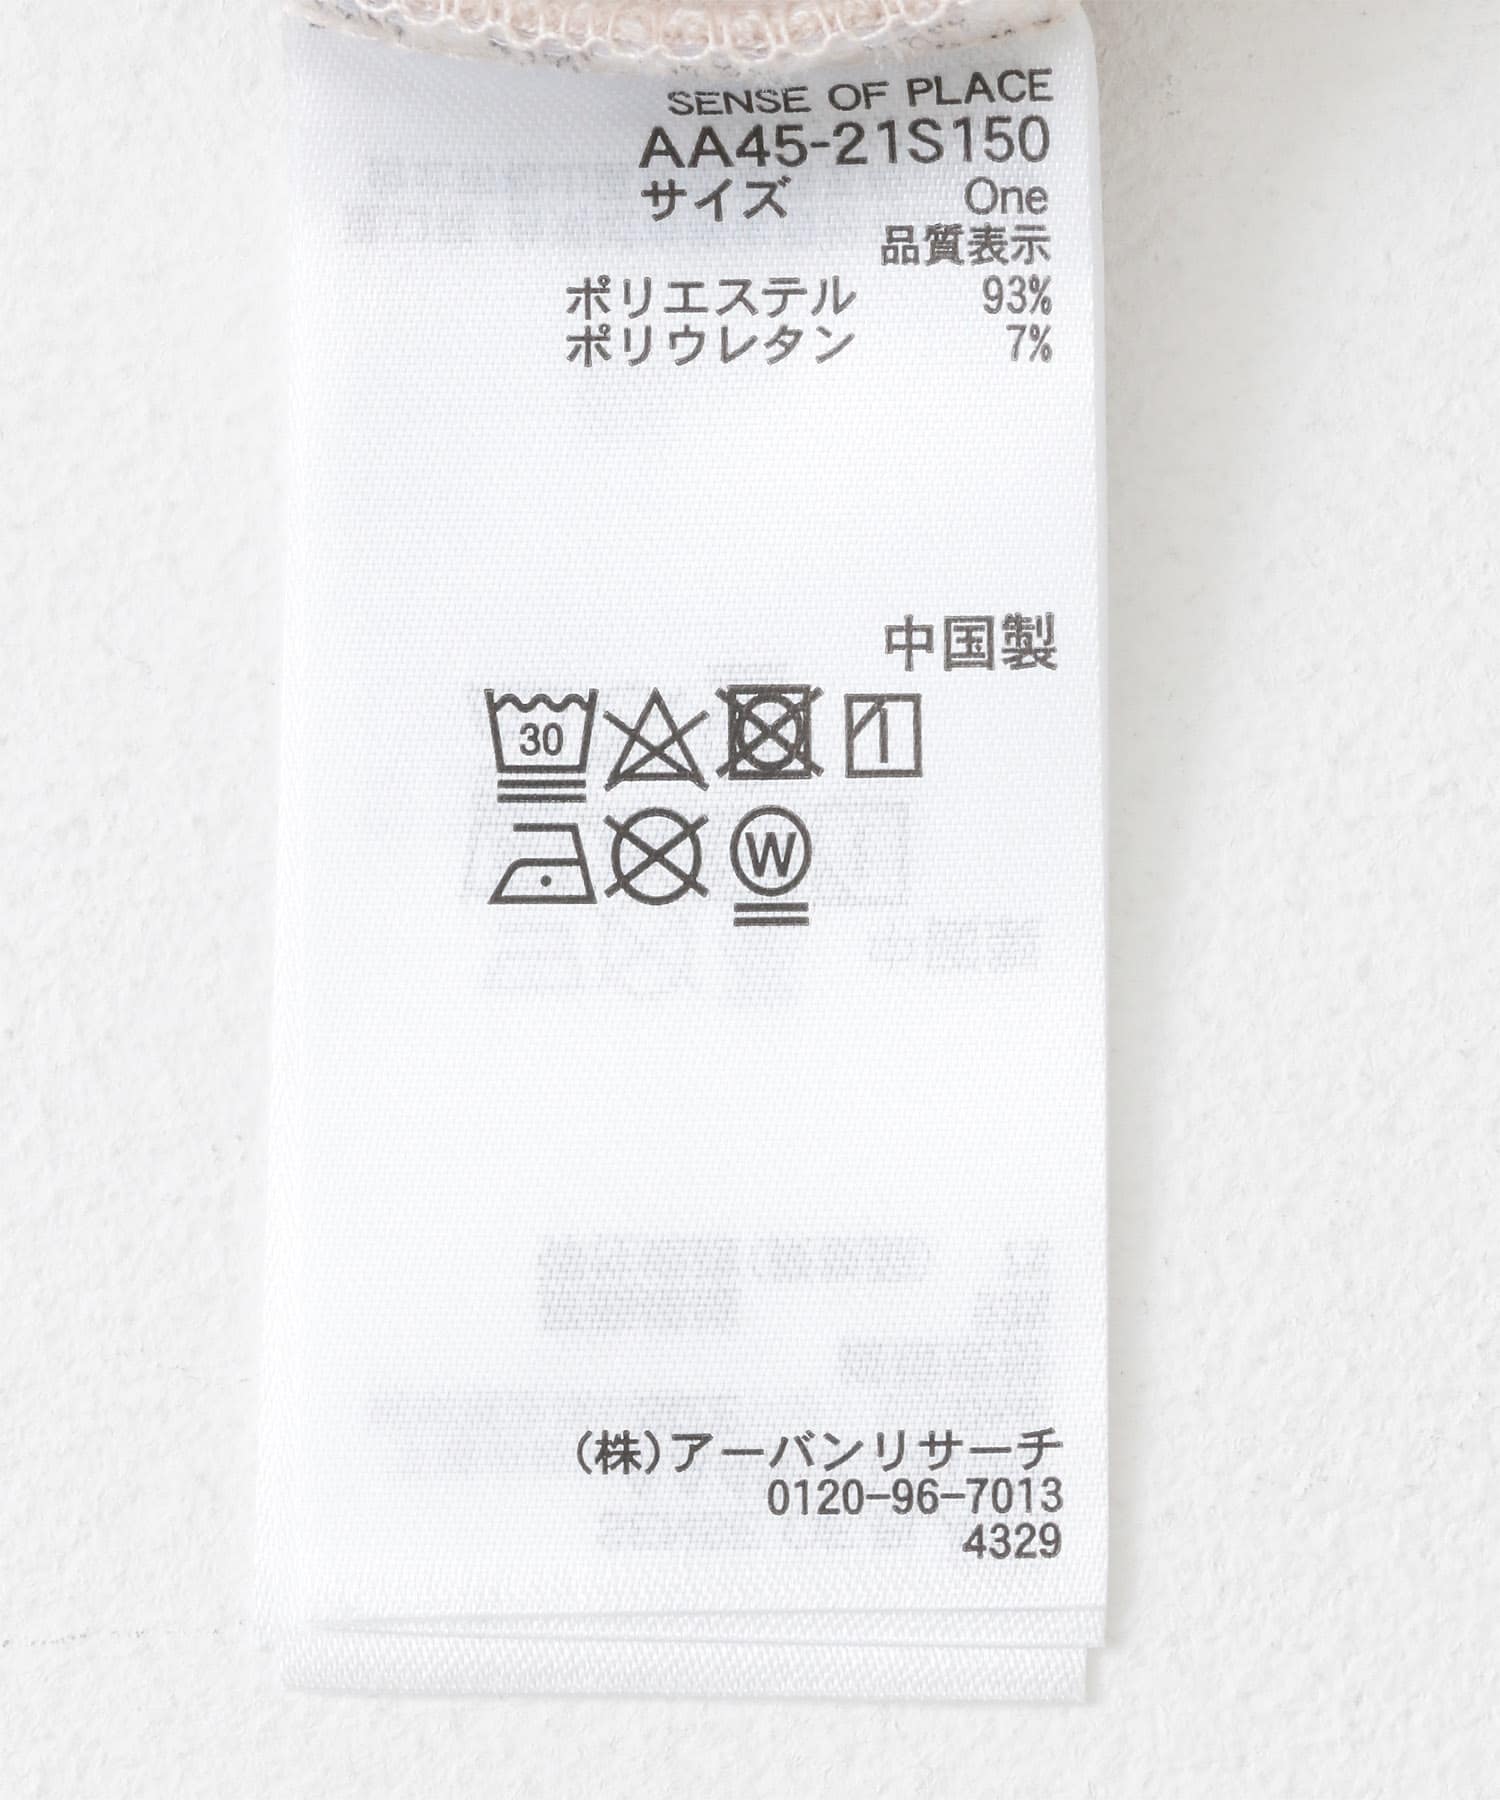 SENSE OF PLACE
AA45-21S150
サイズ One
品質表示
ポリエステル 93%
ポリウレタン 7%
中国製
30
W
(株)アーバンリサーチ
0120-96-7013
4329